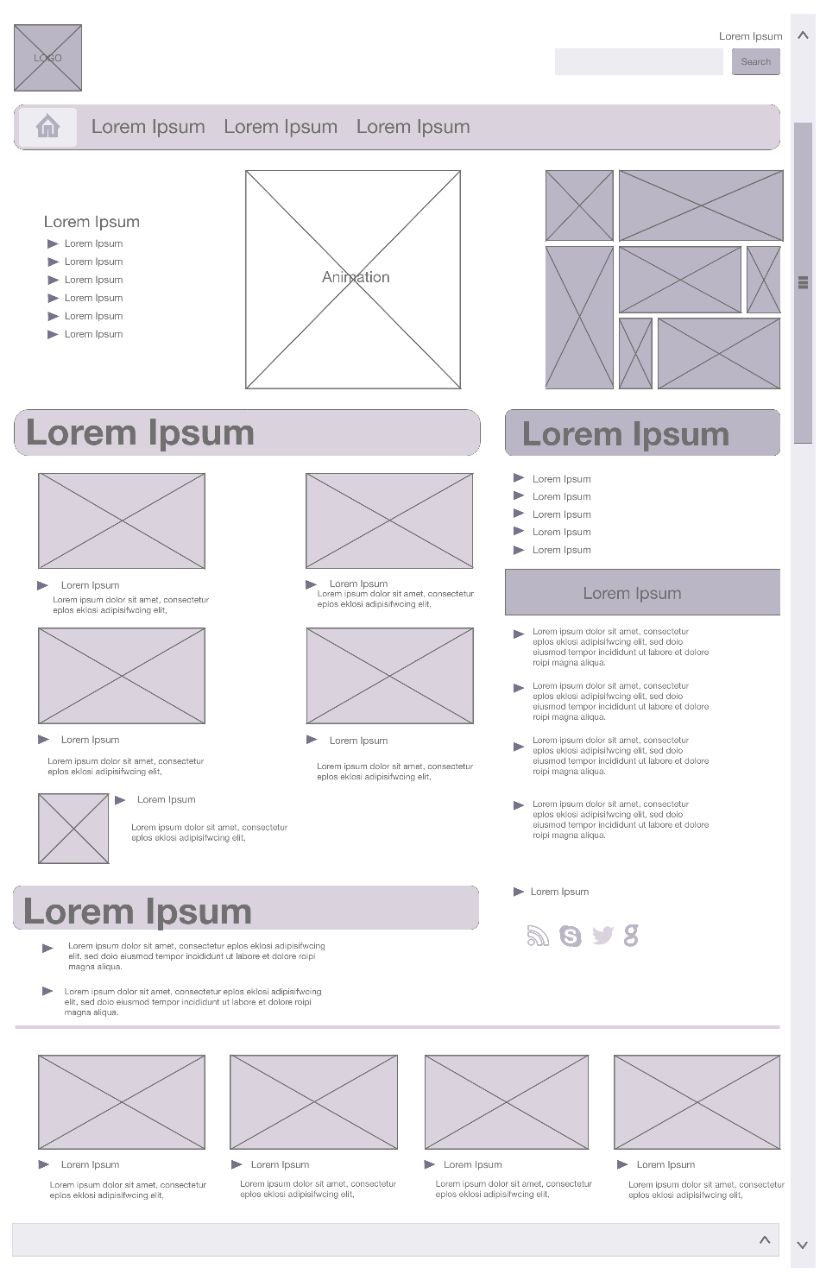 LOGO
Lorem Ipsum
Search
Lorem Ipsum
Lorem Ipsum
Lorem Ipsum
Lorem Ipsum
Lorem Ipsum
Lorem Ipsum
Lorem Ipsum
Lorem Ipsum
Lorem Ipsum
Lorem Ipsum
Animation
Lorem Ipsum
Lorem Ipsum
Lorem ipsum dolor sit amet, consectetur
eplos eklosi adipisifwcing elit,
Lorem Ipsum
Lorem ipsum dolor sit amet, consectetur
eplos eklosi adipisifwcing elit,
Lorem Ipsum
Lorem ipsum dolor sit amet, consectetur
eplos eklosi adipisifwcing elit,
Lorem Ipsum
Lorem ipsum dolor sit amet, consectetur
eplos eklosi adipisifwcing elit,
Lorem Ipsum
Lorem ipsum dolor sit amet, consectetur
eplos eklosi adipisifwcing elit,
Lorem Ipsum
Lorem ipsum dolor sit amet, consectetur eplos eklosi adipisifwcing
elit, sed doio eiusmod tempor incididunt ut labore et dolore roipi
magna aliqua.
Lorem ipsum dolor sit amet, consectetur eplos eklosi adipisifwcing
elit, sed doio eiusmod tempor incididunt ut labore et dolore roipi
magna aliqua.
Lorem Ipsum
Lorem Ipsum
Lorem Ipsum
Lorem Ipsum
Lorem Ipsum
Lorem Ipsum
Lorem Ipsum
Lorem ipsum dolor sit amet, consectetur
eplos eklosi adipisifwcing elit, sed doio
eiusmod tempor incididunt ut labore et dolore
roipi magna aliqua.
Lorem ipsum dolor sit amet, consectetur
eplos eklosi adipisifwcing elit, sed doio
eiusmod tempor incididunt ut labore et dolore
roipi magna aliqua.
Lorem ipsum dolor sit amet, consectetur
eplos eklosi adipisifwcing elit, sed doio
eiusmod tempor incididunt ut labore et dolore
roipi magna aliqua.
Lorem ipsum dolor sit amet, consectetur
eplos eklosi adipisifwcing elit, sed doio
eiusmod tempor incididunt ut labore et dolore
roipi magna aliqua.
Lorem Ipsum
Lorem Ipsum
Lorem ipsum dolor sit amet, consectetur
eplos eklosi adipisifwcing elit,
Lorem Ipsum
Lorem ipsum dolor sit amet, consectetur
eplos eklosi adipisifwcing elit,
Lorem Ipsum
Lorem ipsum dolor sit amet, consectetur
eplos eklosi adipisifwcing elit,
Lorem Ipsum
Lorem ipsum dolor sit amet, consectetur
eplos eklosi adipisifwcing elit,